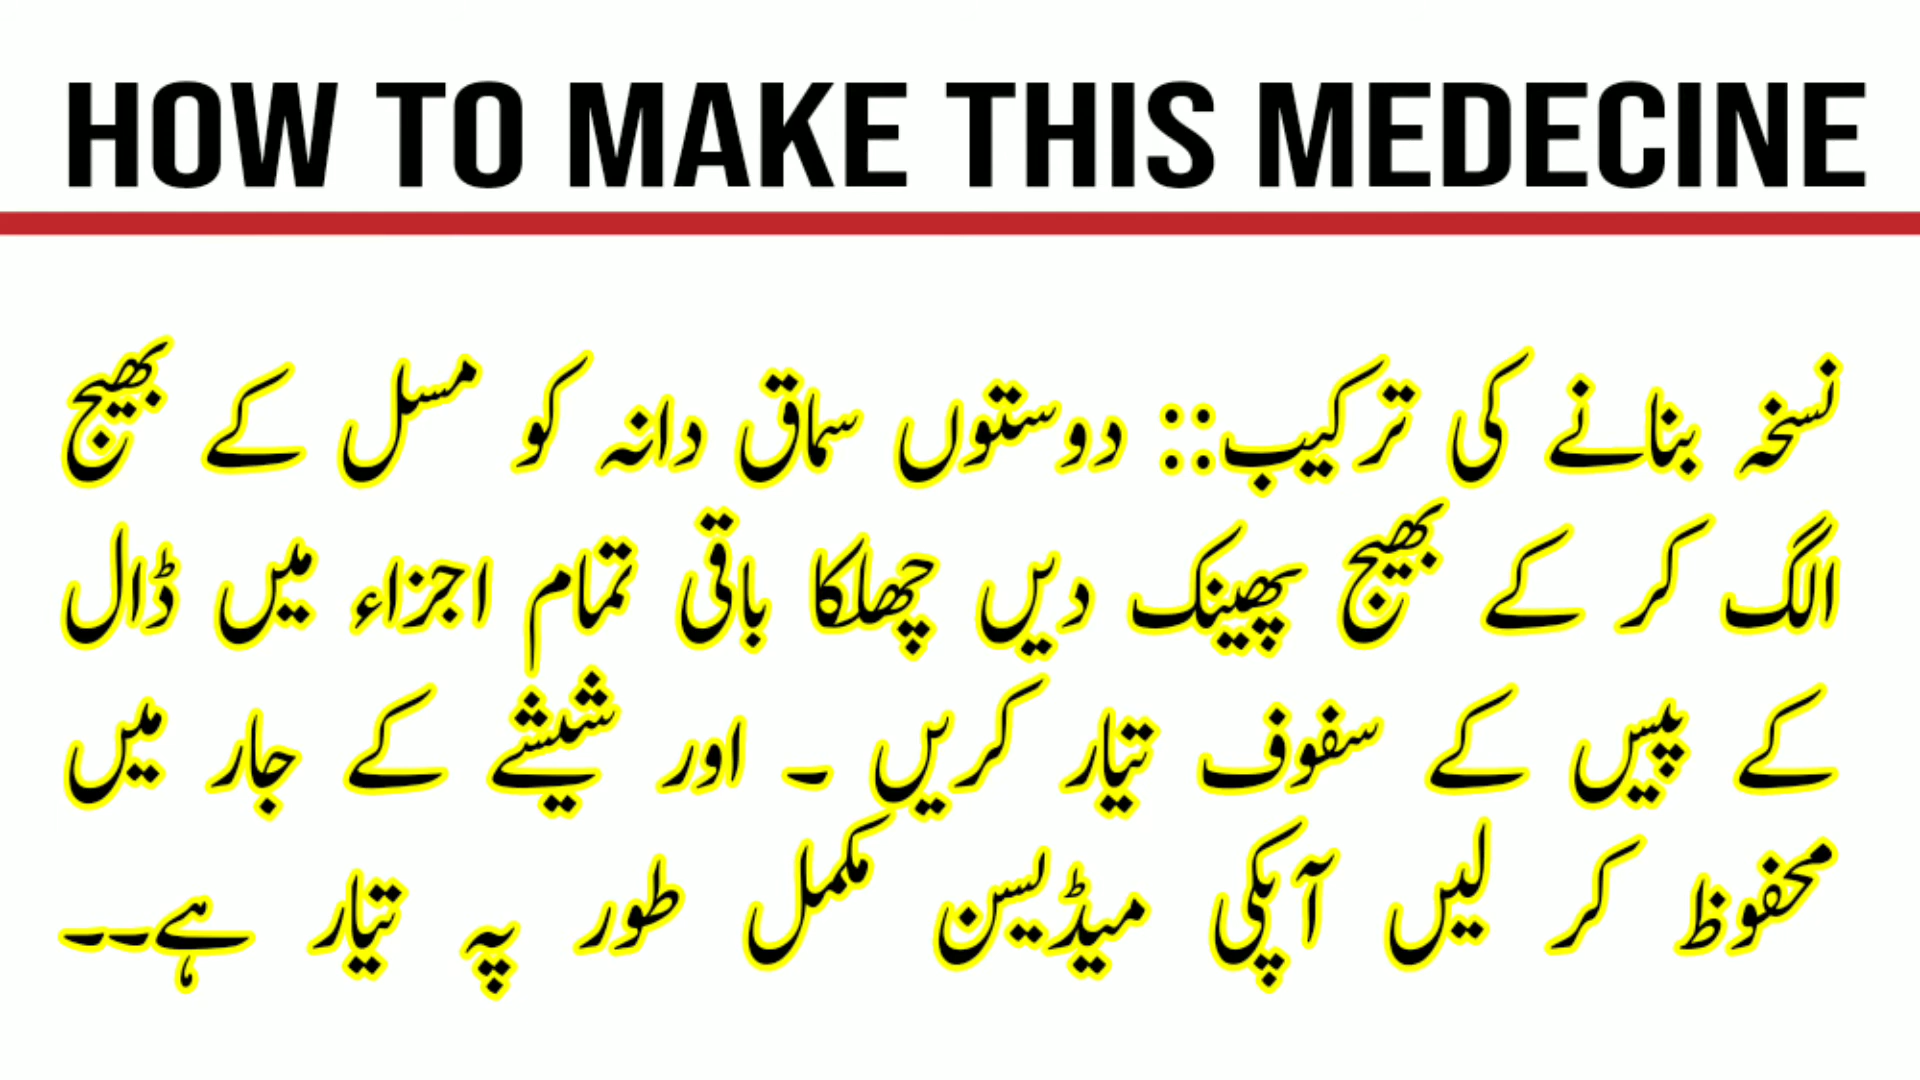 HOW TO MAKE THIS MEDECINE
نسخہ بنانے کی ترکیب:: دوستوں سماق دانہ کو مسل کے بھیج
الگ کر کے بھیج پھینک دیں چھلکا باقی تمام اجزاء میں ڈال
کے پیس کے سفوف تیار کریں ۔ اور شیشے کے جار میں
محفوظ کر لیں آپکی میڈیسن مکمل طور پہ تیار ہے۔۔